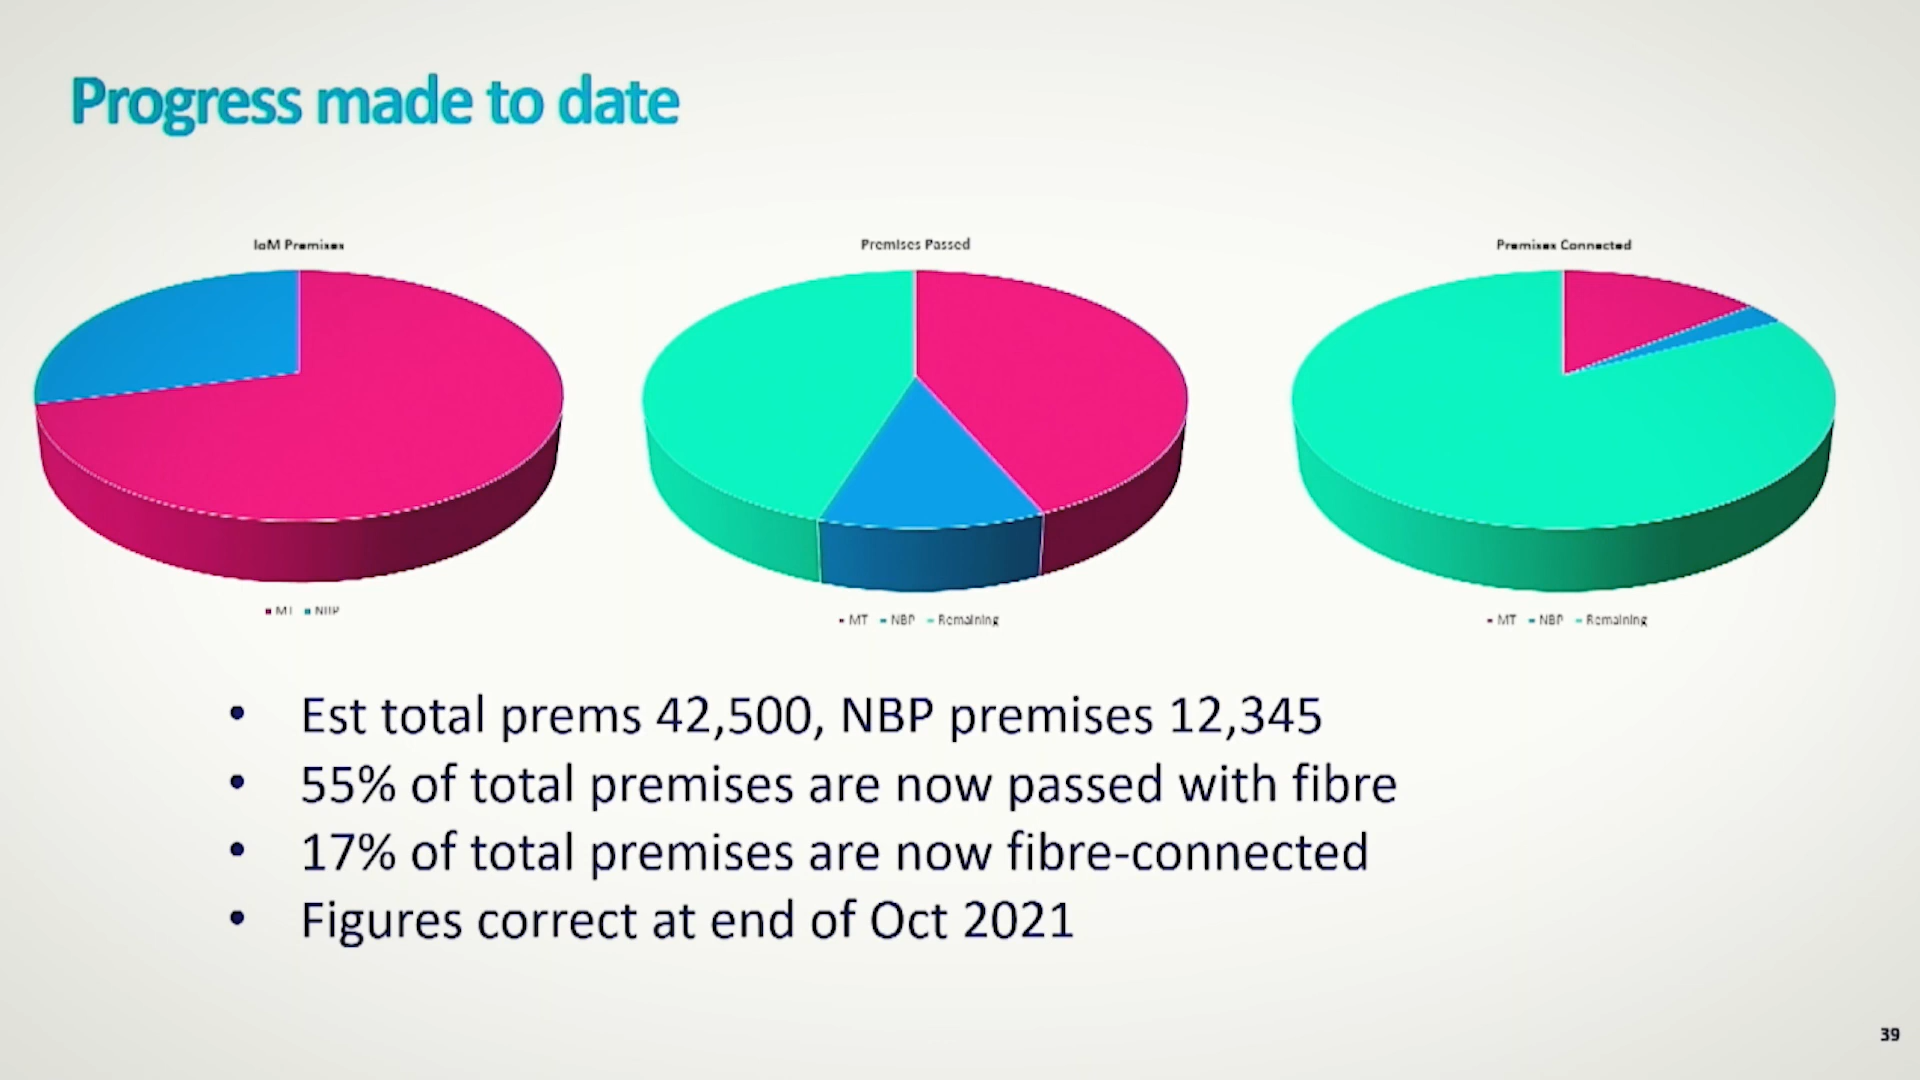 Progress made to date
IoM Premises
Premises Passed
Premises Connected
MT NBP
MT NBP Remaining
MT NBP Remaining
• Est total prems 42,500, NBP premises 12,345
• 55% of total premises are now passed with fibre
• 17% of total premises are now fibre-connected
• Figures correct at end of Oct 2021
39